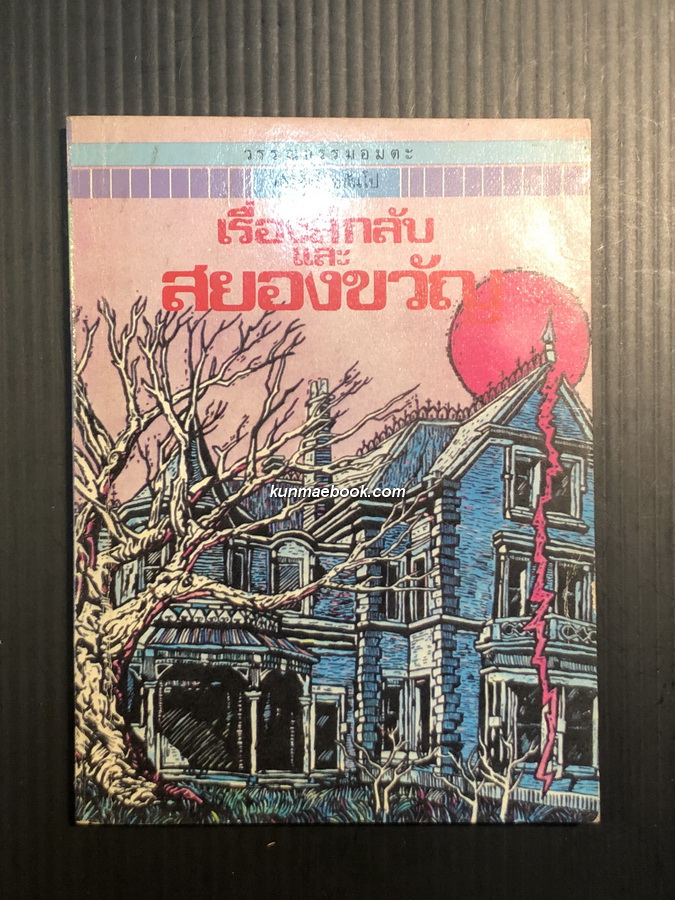 วรรณกรรมอมตะ
เรื่องลึกลับ
และ
สยองขวัญ
kunmaebook.com